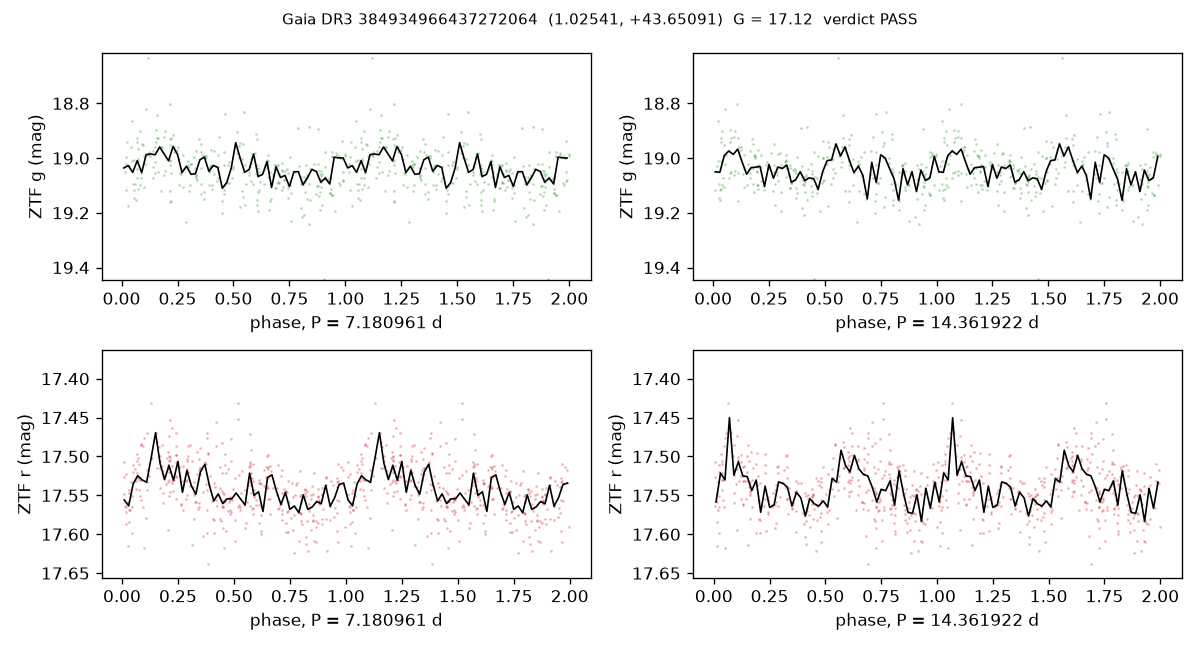 Gaia DR3 384934966437272064  (1.02541, +43.65091)  G = 17.12  verdict PASS
ZTF g (mag)
18.8
19.0
19.2
19.4
0.00 0.25 0.50 0.75 1.00 1.25 1.50 1.75 2.00
phase, P = 7.180961 d
ZTF g (mag)
18.8
19.0
19.2
19.4
0.00 0.25 0.50 0.75 1.00 1.25 1.50 1.75 2.00
phase, P = 14.361922 d
ZTF r (mag)
17.40
17.45
17.50
17.55
17.60
17.65
0.00 0.25 0.50 0.75 1.00 1.25 1.50 1.75 2.00
phase, P = 7.180961 d
ZTF r (mag)
17.40
17.45
17.50
17.55
17.60
17.65
0.00 0.25 0.50 0.75 1.00 1.25 1.50 1.75 2.00
phase, P = 14.361922 d